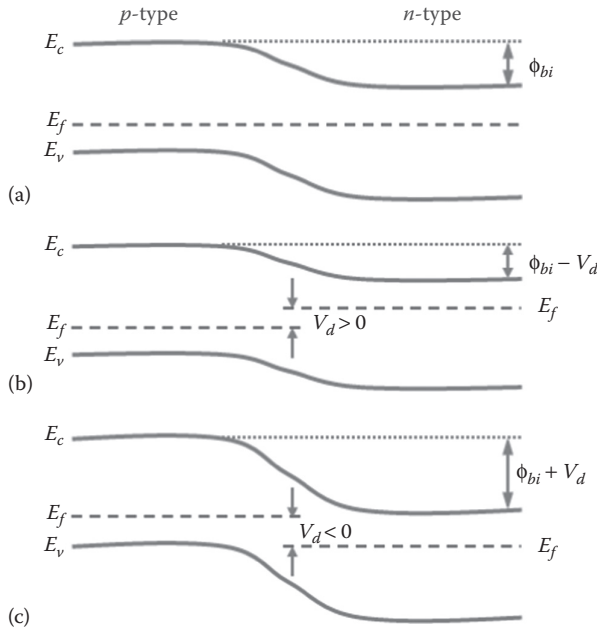 p-type n-type
E_c
ϕ_bi
E_f
E_v
(a)
E_c
ϕ_bi − V_d
E_f
V_d > 0
E_f
E_v
(b)
E_c
ϕ_bi + V_d
E_f
V_d < 0
E_v
E_f
(c)